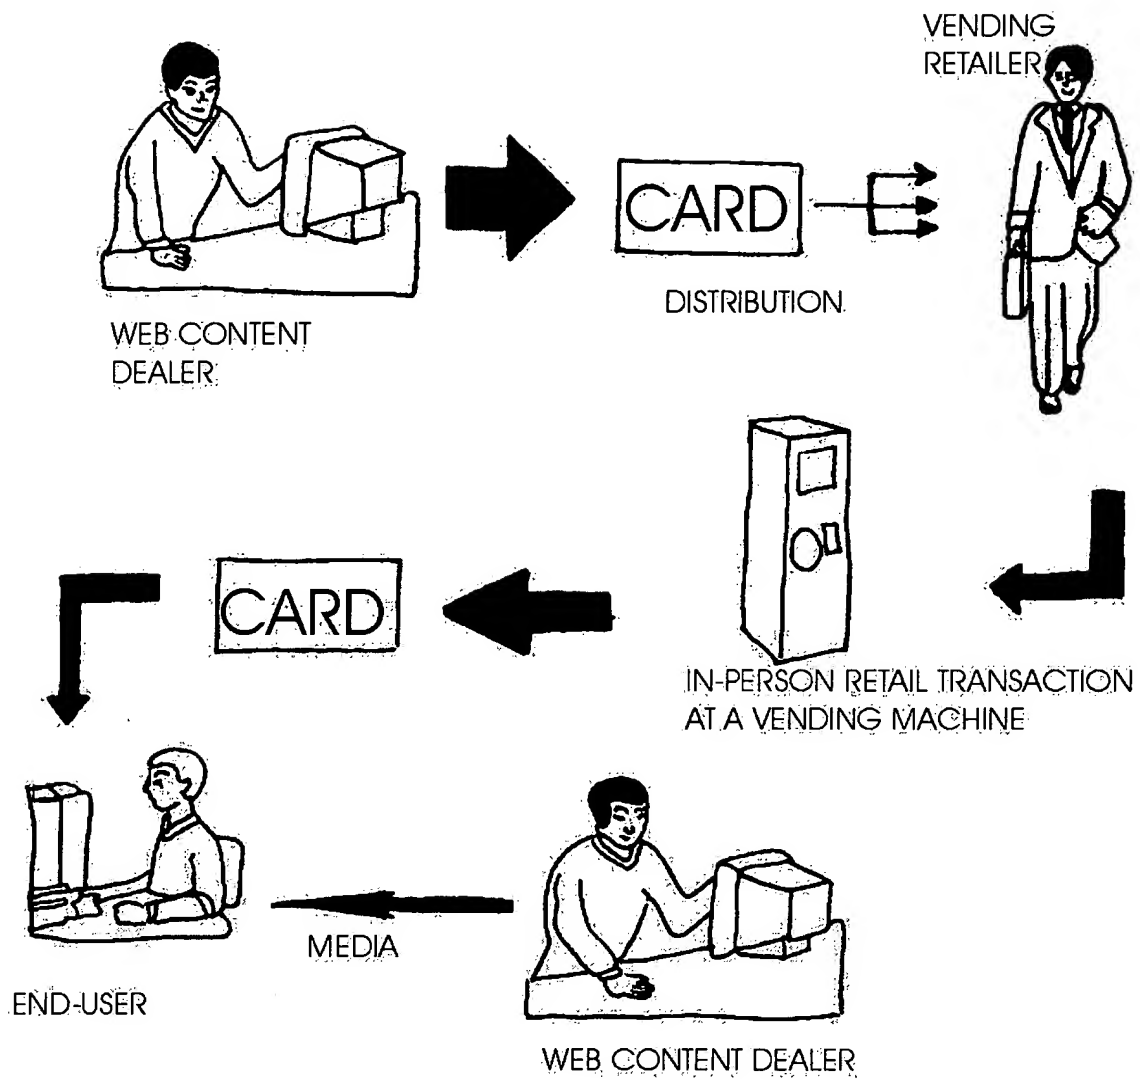 VENDING
RETAILER
CARD
DISTRIBUTION
WEB CONTENT
DEALER
CARD
IN-PERSON RETAIL TRANSACTION
AT A VENDING MACHINE
MEDIA
END-USER
WEB CONTENT DEALER